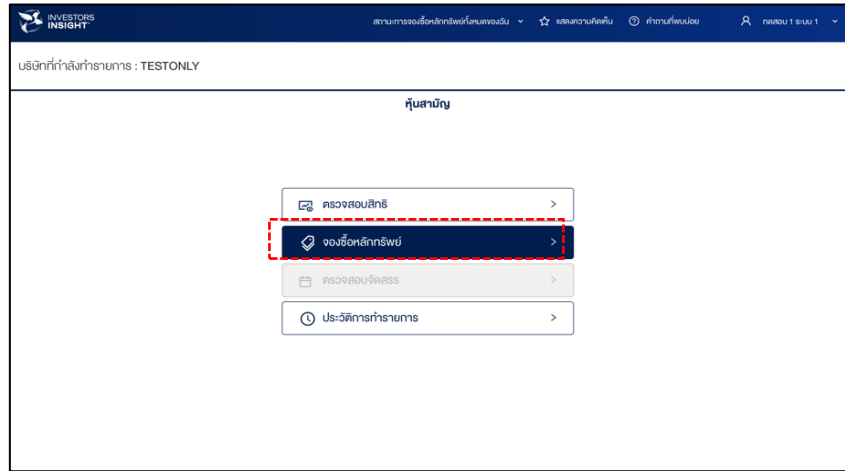 INVESTORS
INSIGHT
สถานะการจองซื้อหลักทรัพย์ทั้งหมดของฉัน
แสดงความคิดเห็น
คำถามที่พบบ่อย
ทดสอบ 1 ระบบ 1
บริษัทที่กำลังทำรายการ : TESTONLY
หุ้นสามัญ
ตรวจสอบสิทธิ
จองซื้อหลักทรัพย์
ตรวจสอบจัดสรร
ประวัติการทำรายการ